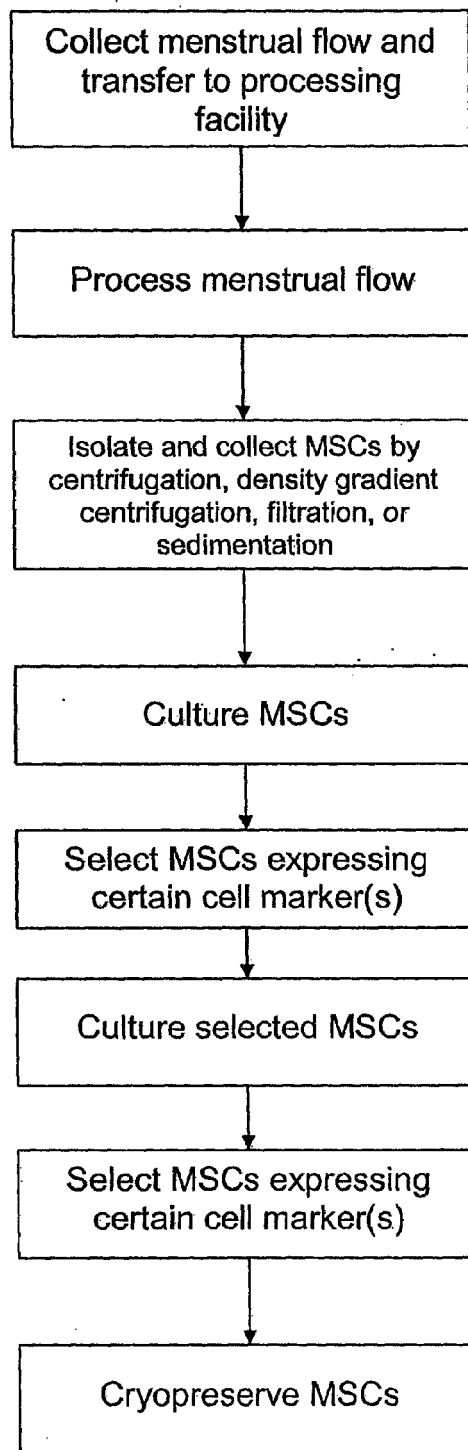 Collect menstrual flow and
transfer to processing
facility
Process menstrual flow
Isolate and collect MSCs by
centrifugation, density gradient
centrifugation, filtration, or
sedimentation
Culture MSCs
Select MSCs expressing
certain cell marker(s)
Culture selected MSCs
Select MSCs expressing
certain cell marker(s)
Cryopreserve MSCs